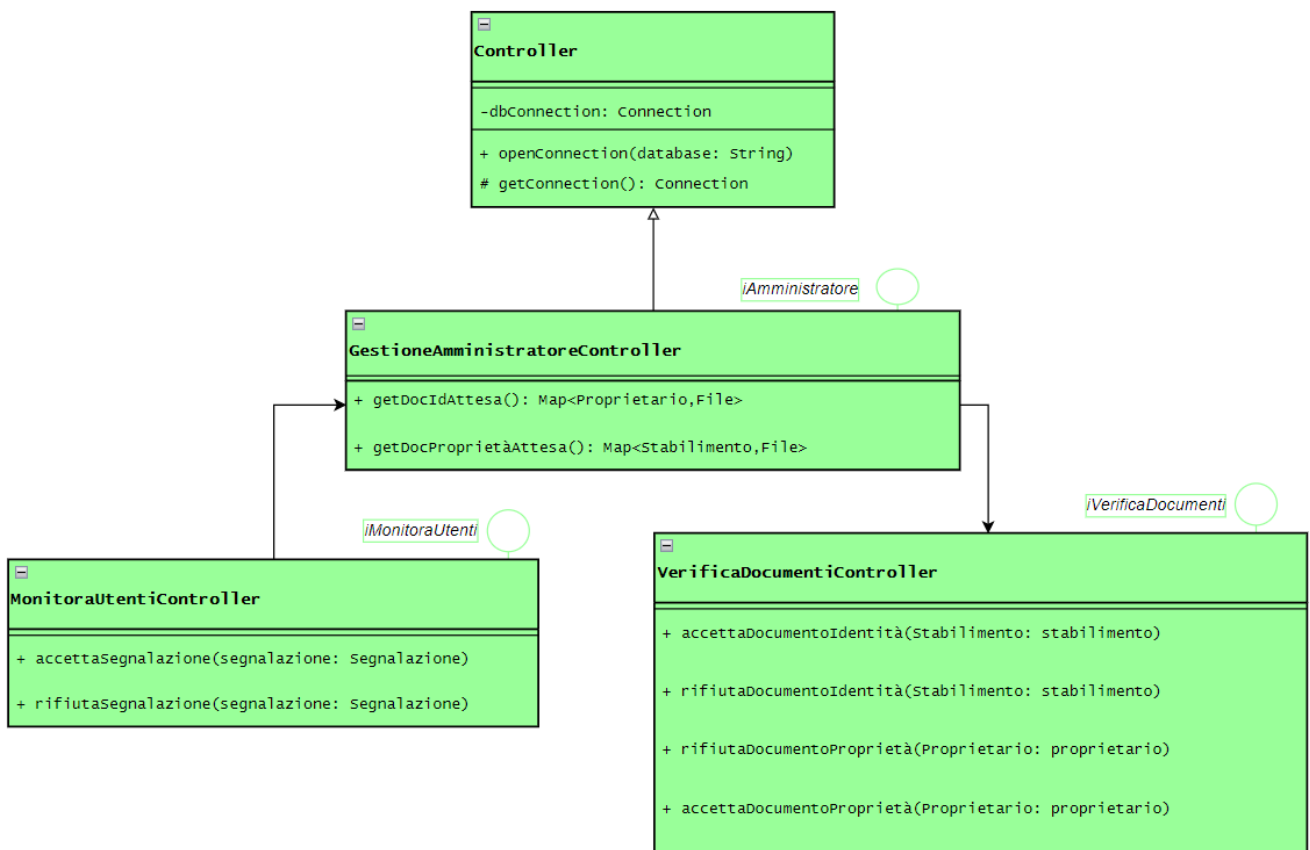 Controller
-dbConnection: Connection
+ openConnection(database: String)
# getConnection(): Connection
iAmministratore
GestioneAmministratoreController
+ getDocIdAttesa(): Map<Proprietario,File>
+ getDocProprietàAttesa(): Map<Stabilimento,File>
iMonitoraUtenti
MonitoraUtentiController
+ accettaSegnalazione(segnalazione: Segnalazione)
+ rifiutaSegnalazione(segnalazione: Segnalazione)
iVerificaDocumenti
VerificaDocumentiController
+ accettaDocumentoIdentità(Stabilimento: stabilimento)
+ rifiutaDocumentoIdentità(Stabilimento: stabilimento)
+ rifiutaDocumentoProprietà(Proprietario: proprietario)
+ accettaDocumentoProprietà(Proprietario: proprietario)